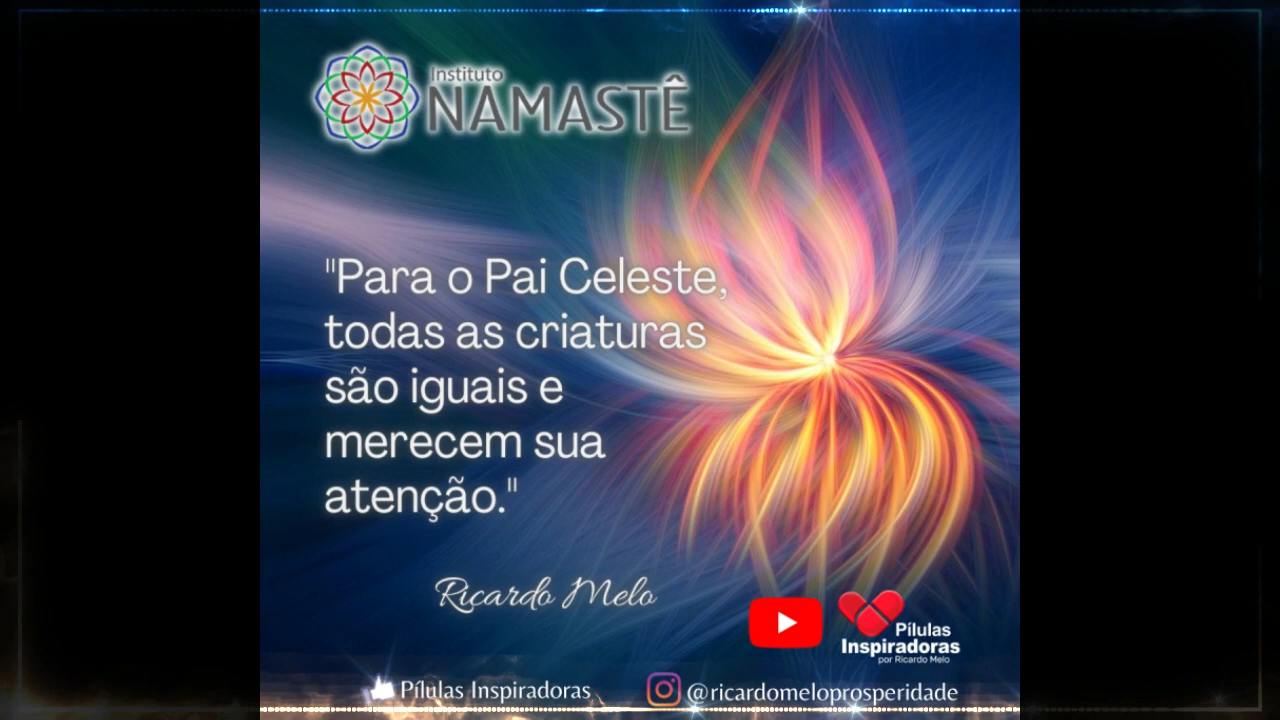 Instituto
NAMASTÊ
"Para o Pai Celeste,
todas as criaturas
são iguais e
merecem sua
atenção."
Ricardo Melo
Pílulas
Inspiradoras
por Ricardo Melo
Pílulas Inspiradoras
@ricardomeloprosperidade